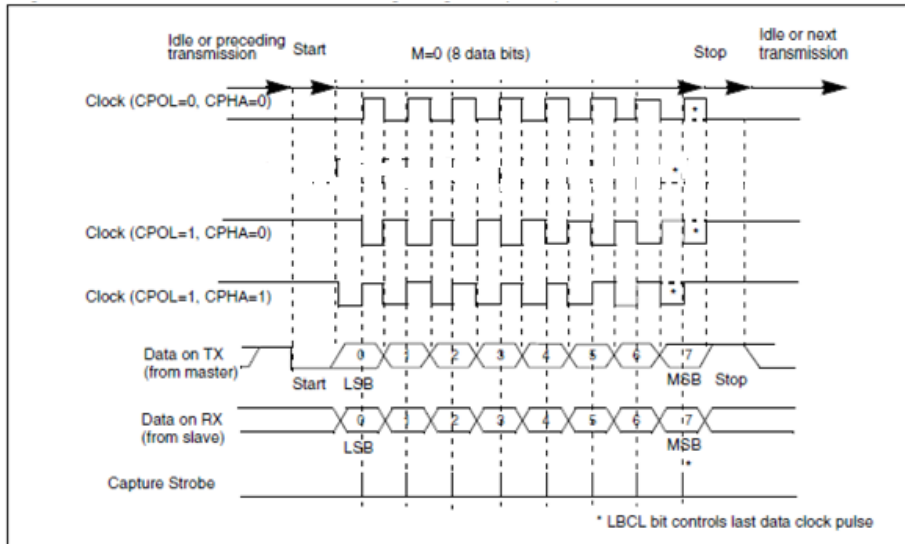 Idle or preceding transmission
Start
M=0 (8 data bits)
Stop
Idle or next transmission
Clock (CPOL=0, CPHA=0)
*
*
Clock (CPOL=1, CPHA=0)
*
Clock (CPOL=1, CPHA=1)
*
Data on TX
0 1 2 3 4 5 6 7
(from master)
Start LSB MSB Stop
Data on RX
0 1 2 3 4 5 6 7
(from slave)
LSB MSB
*
Capture Strobe
* LBCL bit controls last data clock pulse